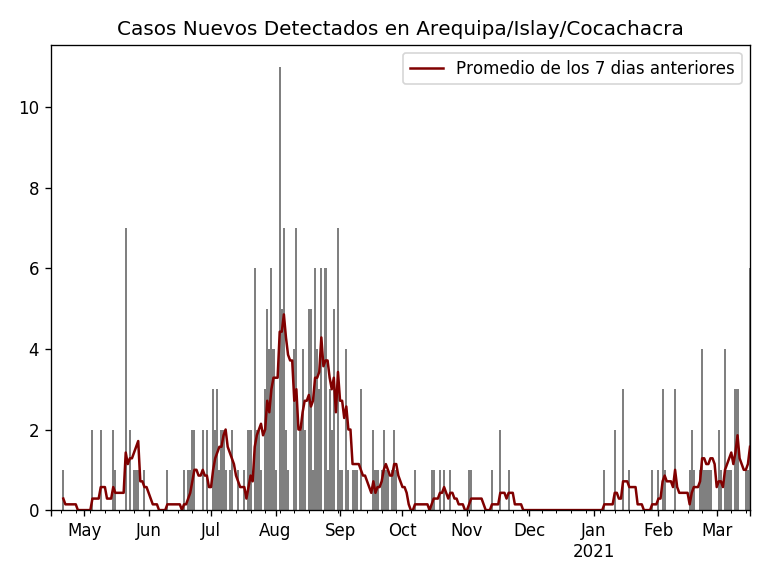 Casos Nuevos Detectados en Arequipa/Islay/Cocachacra
Promedio de los 7 dias anteriores
10
8
6
4
2
0
May Jun Jul Aug Sep Oct Nov Dec Jan Feb Mar
2021